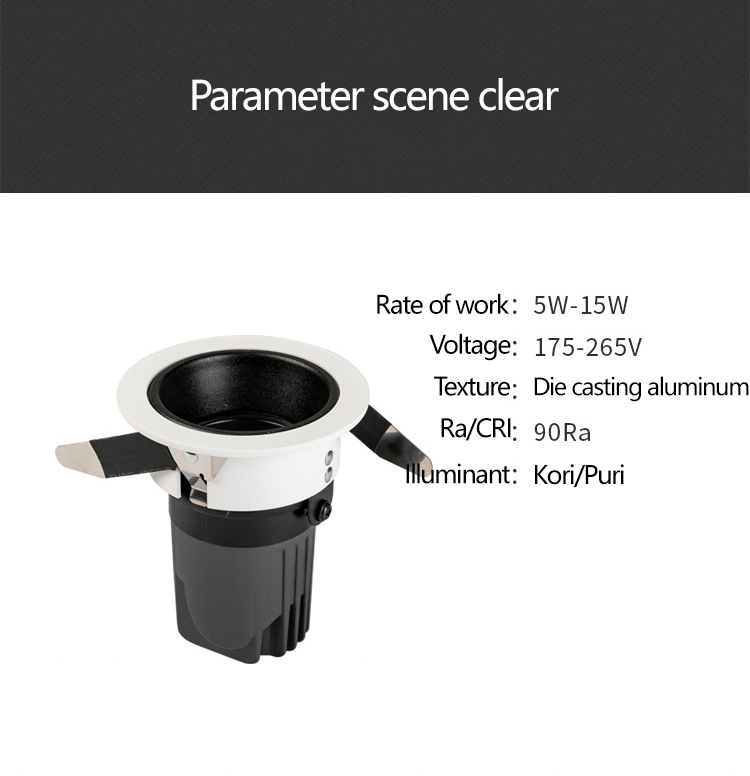 Parameter scene clear
Rate of work: 5W-15W
Voltage: 175-265V
Texture: Die casting aluminum
Ra/CRI: 90Ra
Illuminant: Kori/Puri